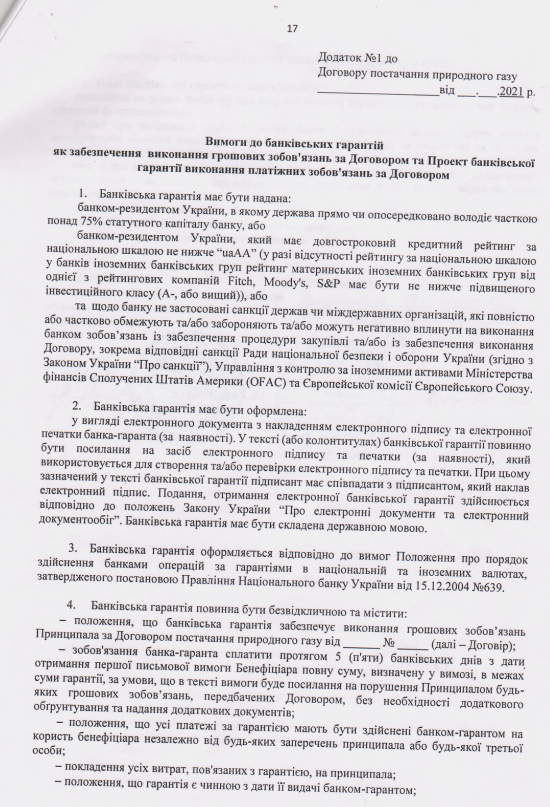 17
Додаток №1 до
Договору постачання природного газу
____________________від ___.___.2021 р.
Вимоги до банківських гарантій
як забезпечення виконання грошових зобов'язань за Договором та Проект банківської
гарантії виконання платіжних зобов'язань за Договором
1. Банківська гарантія має бути надана:
банком-резидентом України, в якому держава прямо чи опосередковано володіє часткою
понад 75% статутного капіталу банку, або
банком-резидентом України, який має довгостроковий кредитний рейтинг за
національною шкалою не нижче “uaAA” (у разі відсутності рейтингу за національною шкалою
у банків іноземних банківських груп рейтинг материнських іноземних банківських груп від
однієї з рейтингових компаній Fitch, Moody's, S&P має бути не нижче підвищеного
інвестиційного класу (А-, або вищий)), або
та щодо банку не застосовані санкції держав чи міждержавних організацій, які повністю
або частково обмежують та/або забороняють та/або можуть негативно вплинути на виконання
банком зобов’язань із забезпечення процедури закупівлі та/або із забезпечення виконання
Договору, зокрема відповідні санкції Ради національної безпеки і оборони України (згідно з
Законом України “Про санкції”), Управління з контролю за іноземними активами Міністерства
фінансів Сполучених Штатів Америки (OFAC) та Європейської комісії Європейського Союзу.
2. Банківська гарантія має бути оформлена:
у вигляді електронного документа з накладенням електронного підпису та електронної
печатки банка-гаранта (за наявності). У тексті (або колонтитулах) банківської гарантії повинно
бути посилання на засіб електронного підпису та печатки (за наявності), який
використовується для створення та/або перевірки електронного підпису та печатки. При цьому
зазначений у тексті банківської гарантії підписант має співпадати з підписантом, який наклав
електронний підпис. Подання, отримання електронної банківської гарантії здійснюється
відповідно до положень Закону України “Про електронні документи та електронний
документообіг”. Банківська гарантія має бути складена державною мовою.
3. Банківська гарантія оформляється відповідно до вимог Положення про порядок
здійснення банками операцій за гарантіями в національній та іноземних валютах,
затвердженого постановою Правління Національного банку України від 15.12.2004 №639.
4. Банківська гарантія повинна бути безвідкличною та містити:
– положення, що банківська гарантія забезпечує виконання грошових зобов’язань
Принципала за Договором постачання природного газу від ______ № _____ (далі – Договір);
– зобов'язання банка-гаранта сплатити протягом 5 (п'яти) банківських днів з дати
отримання першої письмової вимоги Бенефіціара повну суму, визначену у вимозі, в межах
суми гарантії, за умови, що в тексті вимоги буде посилання на порушення Принципалом будь-
яких грошових зобов’язань, передбачених Договором, без необхідності додаткового
обґрунтування та надання додаткових документів;
– положення, що усі платежі за гарантією мають бути здійснені банком-гарантом на
користь бенефіціара незалежно від будь-яких заперечень принципала або будь-якої третьої
особи;
– покладення усіх витрат, пов'язаних з гарантією, на принципала;
– положення, що гарантія є чинною з дати її видачі банком-гарантом;